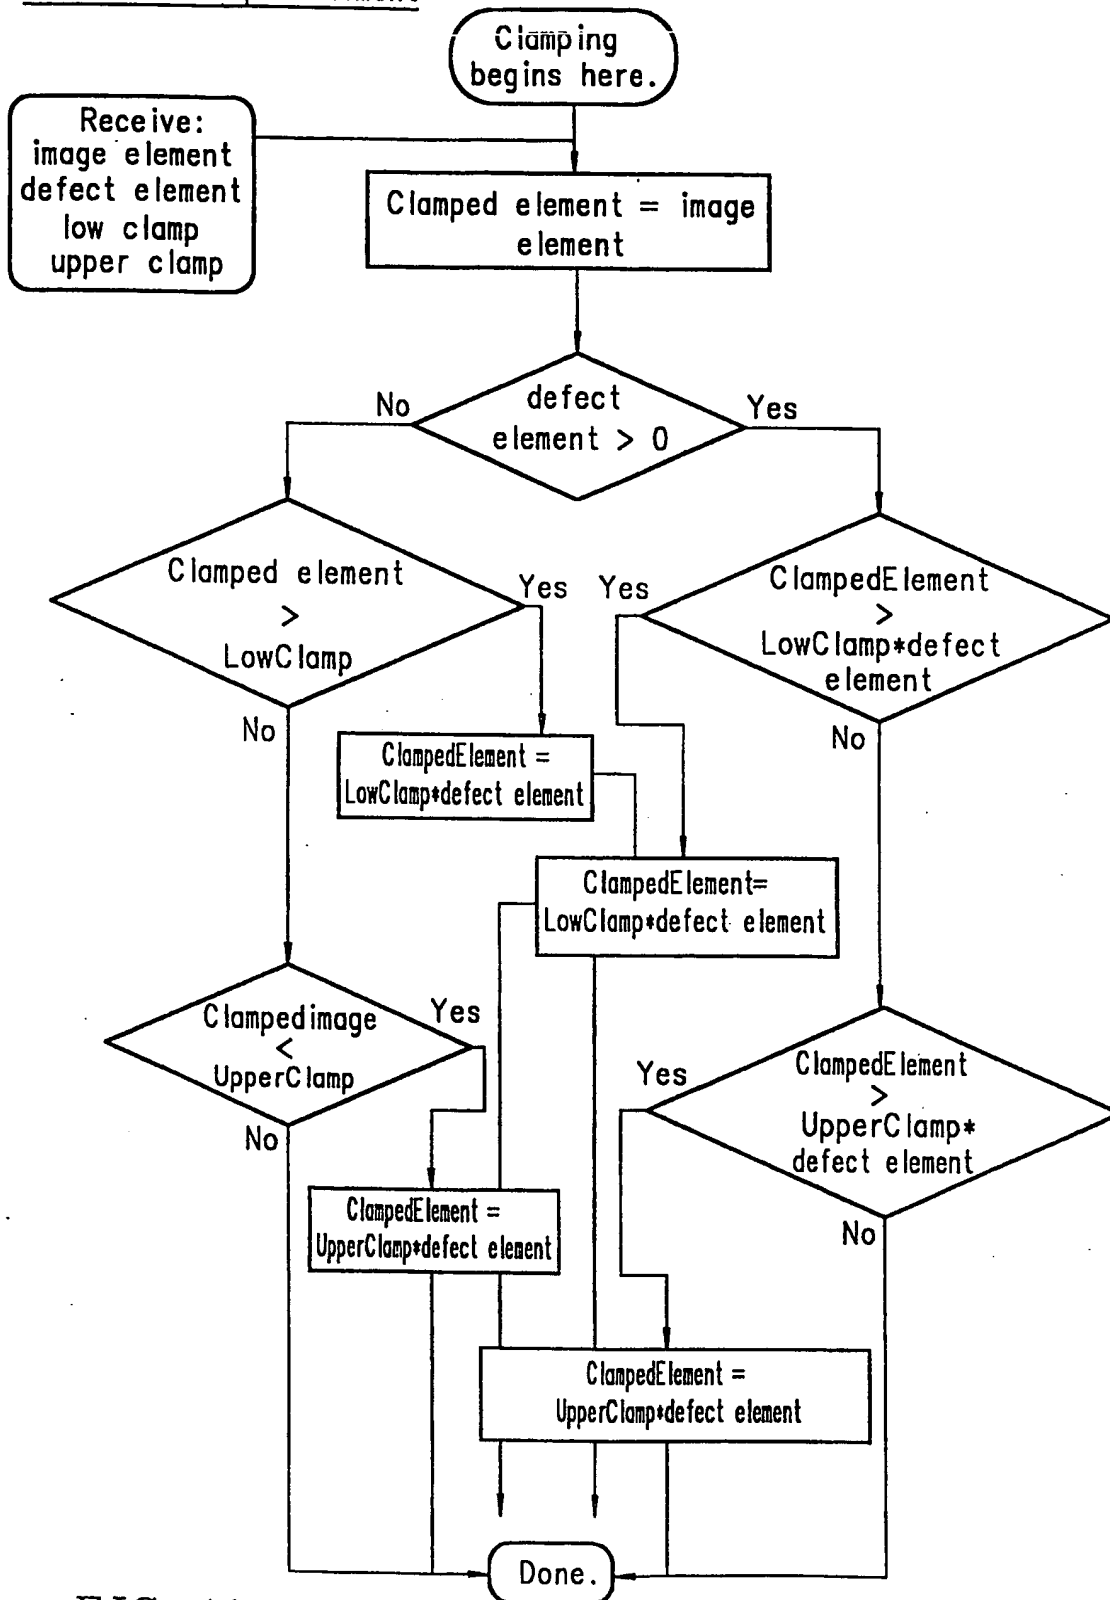 Clamping
begins here.
Receive:
image element
defect element
low clamp
upper clamp
Clamped element = image
element
defect
element > 0
No
Yes
Clamped element
>
LowClamp
Yes
No
Yes
ClampedElement
>
LowClamp*defect
element
No
ClampedElement =
LowClamp*defect element
ClampedElement=
LowClamp*defect element
Clampedimage
<
UpperClamp
Yes
No
Yes
ClampedElement
>
UpperClamp*
defect element
No
ClampedElement =
UpperClamp*defect element
ClampedElement =
UpperClamp*defect element
Done.